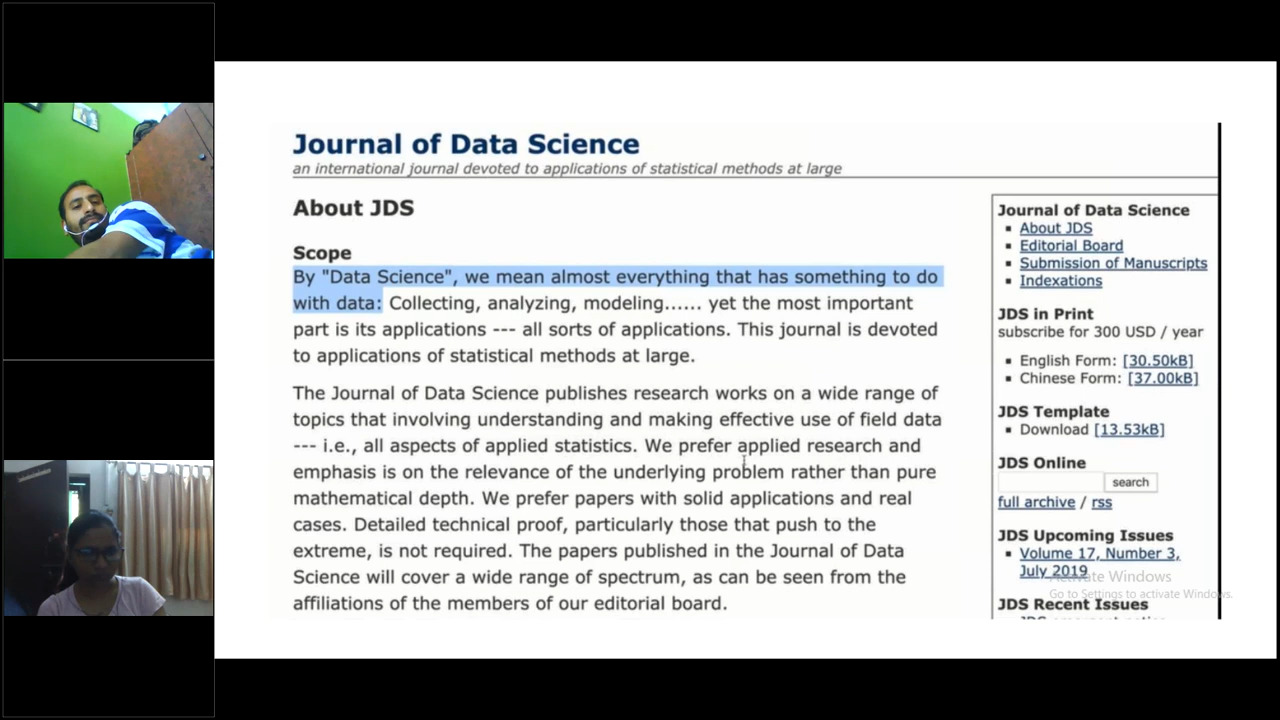 Journal of Data Science
an international journal devoted to applications of statistical methods at large
About JDS
Scope
By "Data Science", we mean almost everything that has something to do
with data: Collecting, analyzing, modeling...... yet the most important
part is its applications --- all sorts of applications. This journal is devoted
to applications of statistical methods at large.
The Journal of Data Science publishes research works on a wide range of
topics that involving understanding and making effective use of field data
--- i.e., all aspects of applied statistics. We prefer applied research and
emphasis is on the relevance of the underlying problem rather than pure
mathematical depth. We prefer papers with solid applications and real
cases. Detailed technical proof, particularly those that push to the
extreme, is not required. The papers published in the Journal of Data
Science will cover a wide range of spectrum, as can be seen from the
affiliations of the members of our editorial board.
Journal of Data Science
About JDS
Editorial Board
Submission of Manuscripts
Indexations
JDS in Print
subscribe for 300 USD / year
English Form: [30.50kB]
Chinese Form: [37.00kB]
JDS Template
Download [13.53kB]
JDS Online
search
full archive / rss
JDS Upcoming Issues
Volume 17, Number 3,
July 2019
Activate Windows
Go to Settings to activate Windows.
JDS Recent Issues